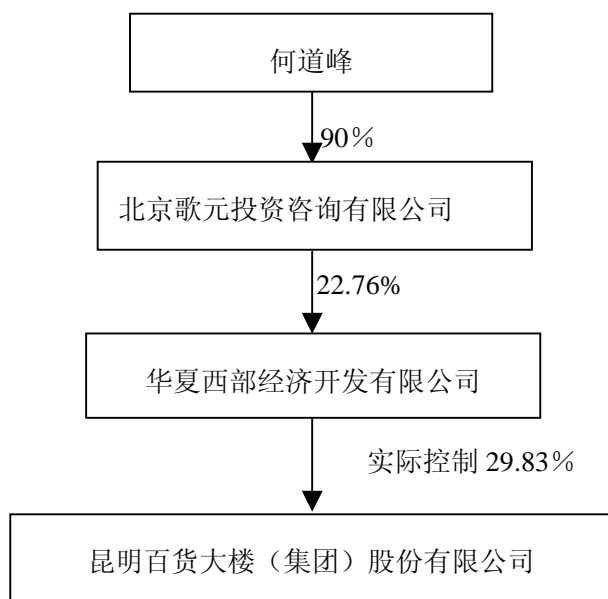 何道峰
90％
北京歌元投资咨询有限公司
22.76%
华夏西部经济开发有限公司
实际控制 29.83％
昆明百货大楼（集团）股份有限公司